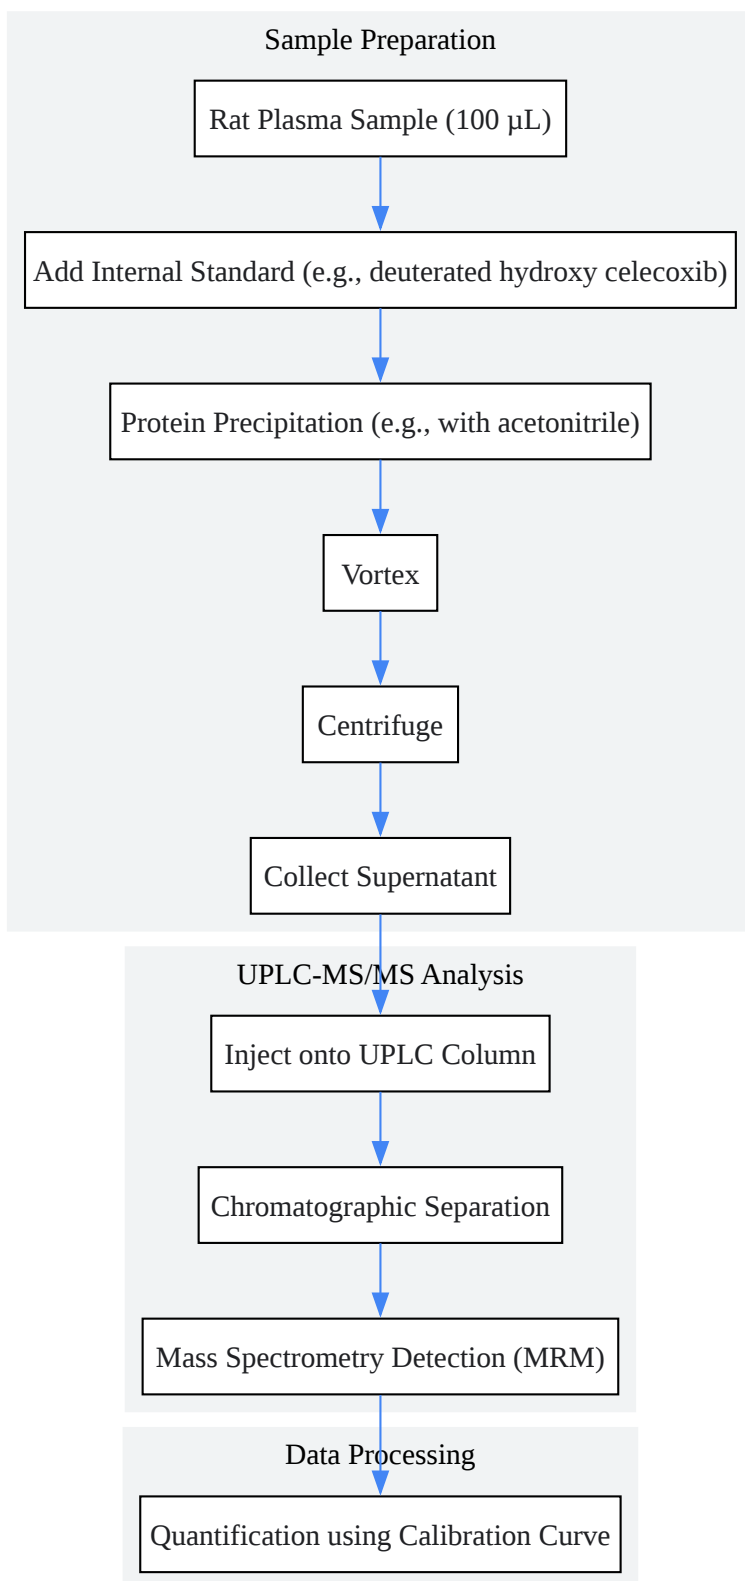 Sample Preparation
Rat Plasma Sample (100 µL)
Add Internal Standard (e.g., deuterated hydroxy celecoxib)
Protein Precipitation (e.g., with acetonitrile)
Vortex
Centrifuge
Collect Supernatant
UPLC-MS/MS Analysis
Inject onto UPLC Column
Chromatographic Separation
Mass Spectrometry Detection (MRM)
Data Processing
Quantification using Calibration Curve